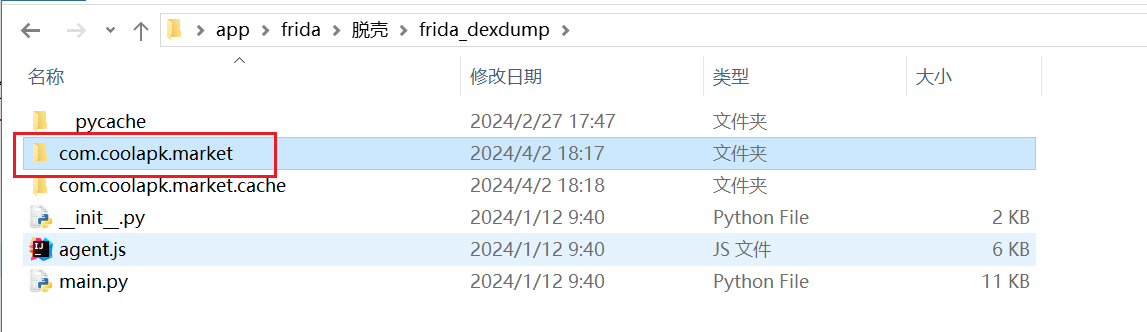 app frida 脱壳 frida_dexdump
名称 修改日期 类型 大小
__pycache__ 2024/2/27 17:47 文件夹
com.coolapk.market 2024/4/2 18:17 文件夹
com.coolapk.market.cache 2024/4/2 18:18 文件夹
__init__.py 2024/1/12 9:40 Python File 2 KB
agent.js 2024/1/12 9:40 JS 文件 6 KB
main.py 2024/1/12 9:40 Python File 11 KB